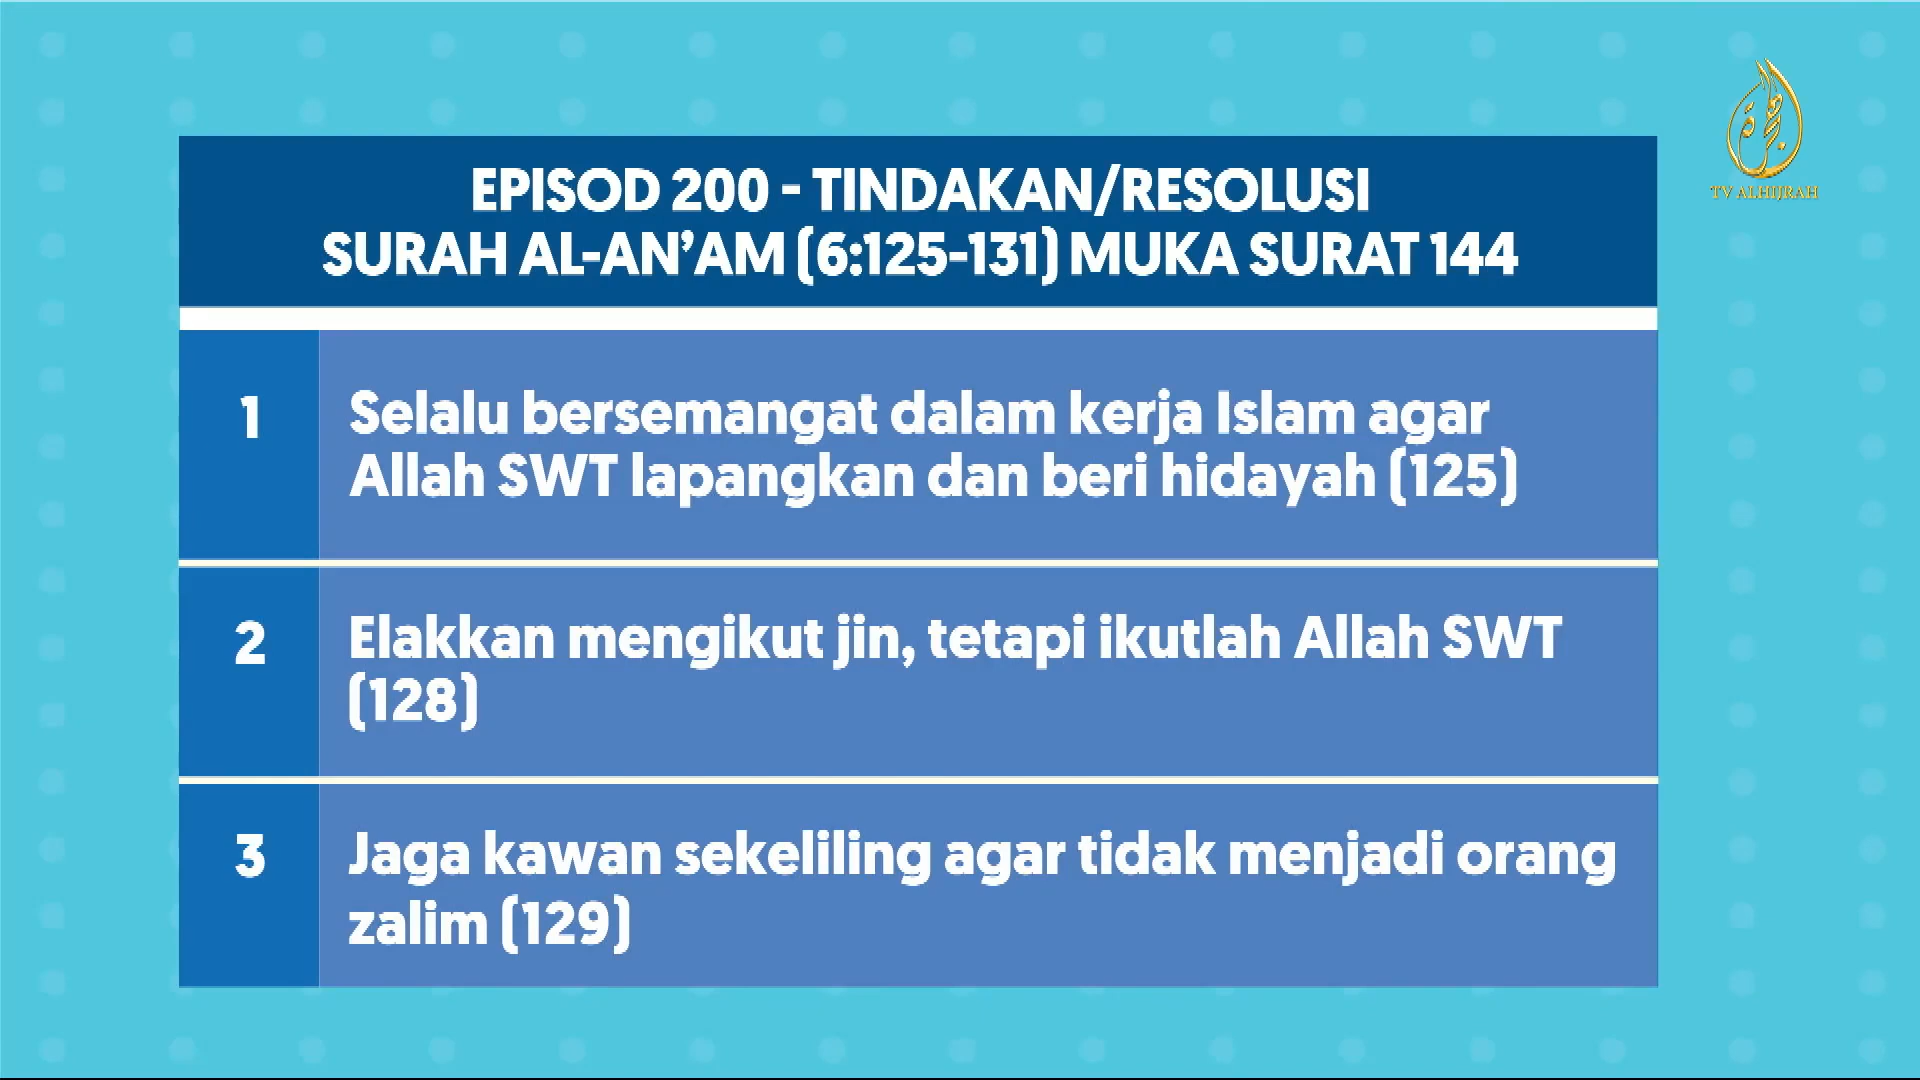 EPISOD 200 - TINDAKAN/RESOLUSI
SURAH AL-AN'AM (6:125-131) MUKA SURAT 144
1
Selalu bersemangat dalam kerja Islam agar
Allah SWT lapangkan dan beri hidayah (125)
2
Elakkan mengikut jin, tetapi ikutlah Allah SWT
(128)
3
Jaga kawan sekeliling agar tidak menjadi orang
zalim (129)
هجرة
TV ALHIJRAH